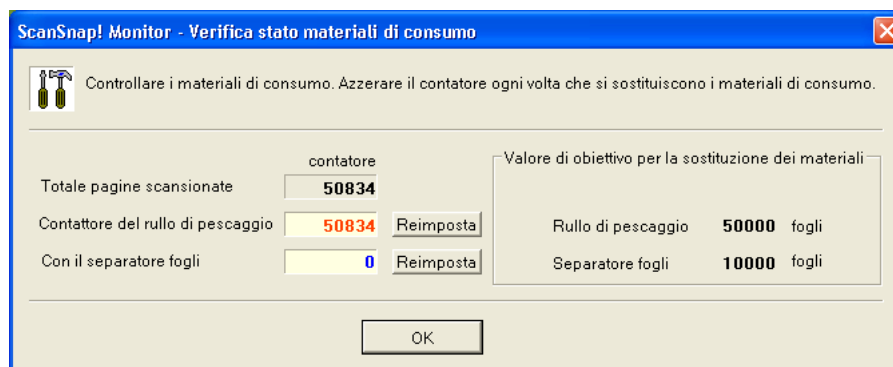 ScanSnap! Monitor - Verifica stato materiali di consumo
Controllare i materiali di consumo. Azzerare il contatore ogni volta che si sostituiscono i materiali di consumo.
contatore
Totale pagine scansionate 50834
Contattore del rullo di pescaggio 50834 Reimposta
Con il separatore fogli 0 Reimposta
Valore di obiettivo per la sostituzione dei materiali
Rullo di pescaggio 50000 fogli
Separatore fogli 10000 fogli
OK